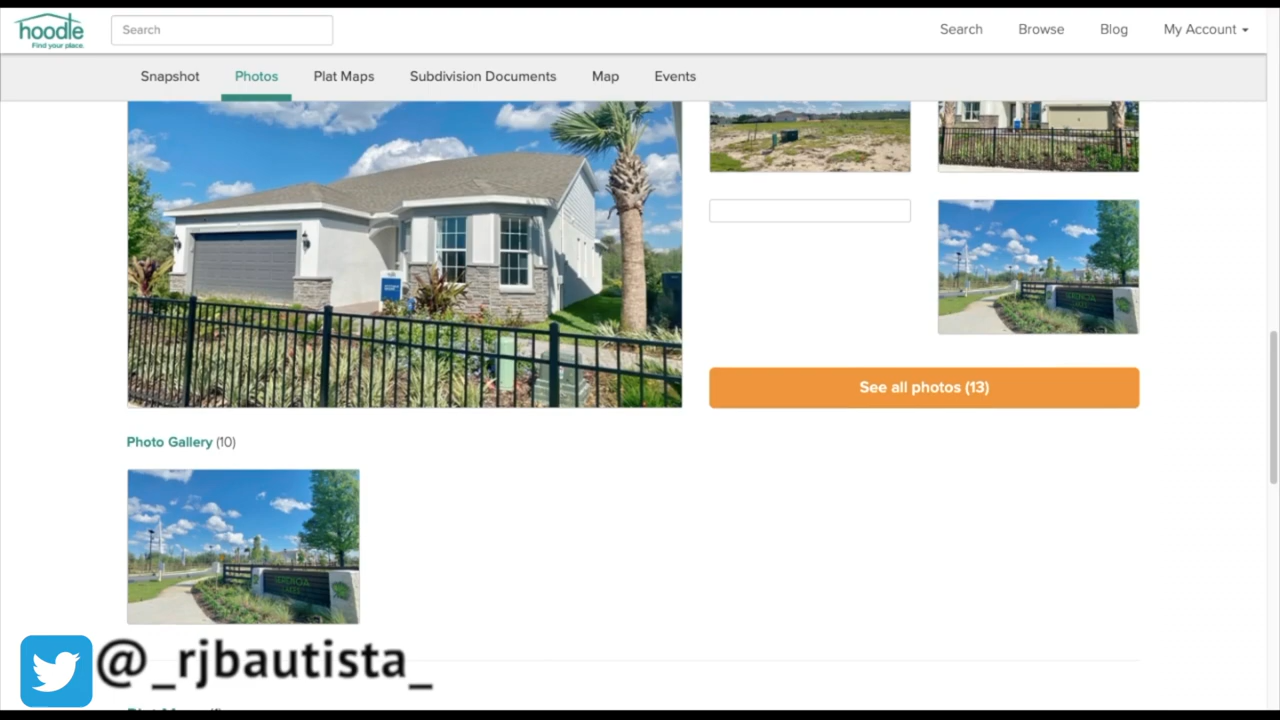 hoodle
Find your place.
Search
Search
Browse
Blog
My Account
Snapshot
Photos
Plat Maps
Subdivision Documents
Map
Events
See all photos (13)
Photo Gallery (10)
@_rjbautista_